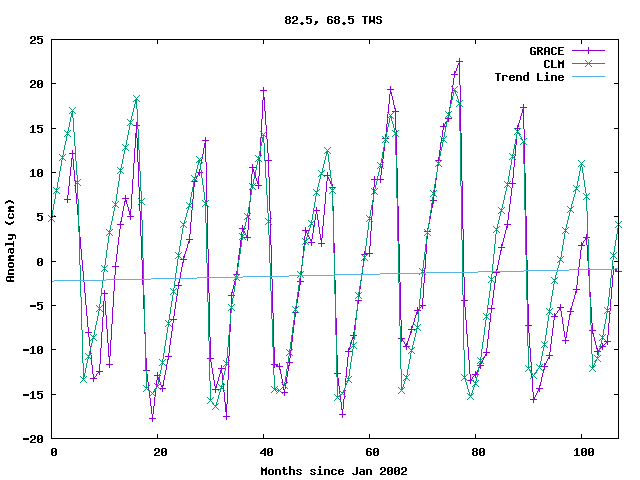 82.5, 68.5 TWS
GRACE
CLM
Trend Line
25
20
15
10
5
0
-5
-10
-15
-20
Anomaly (cm)
0 20 40 60 80 100
Months since Jan 2002